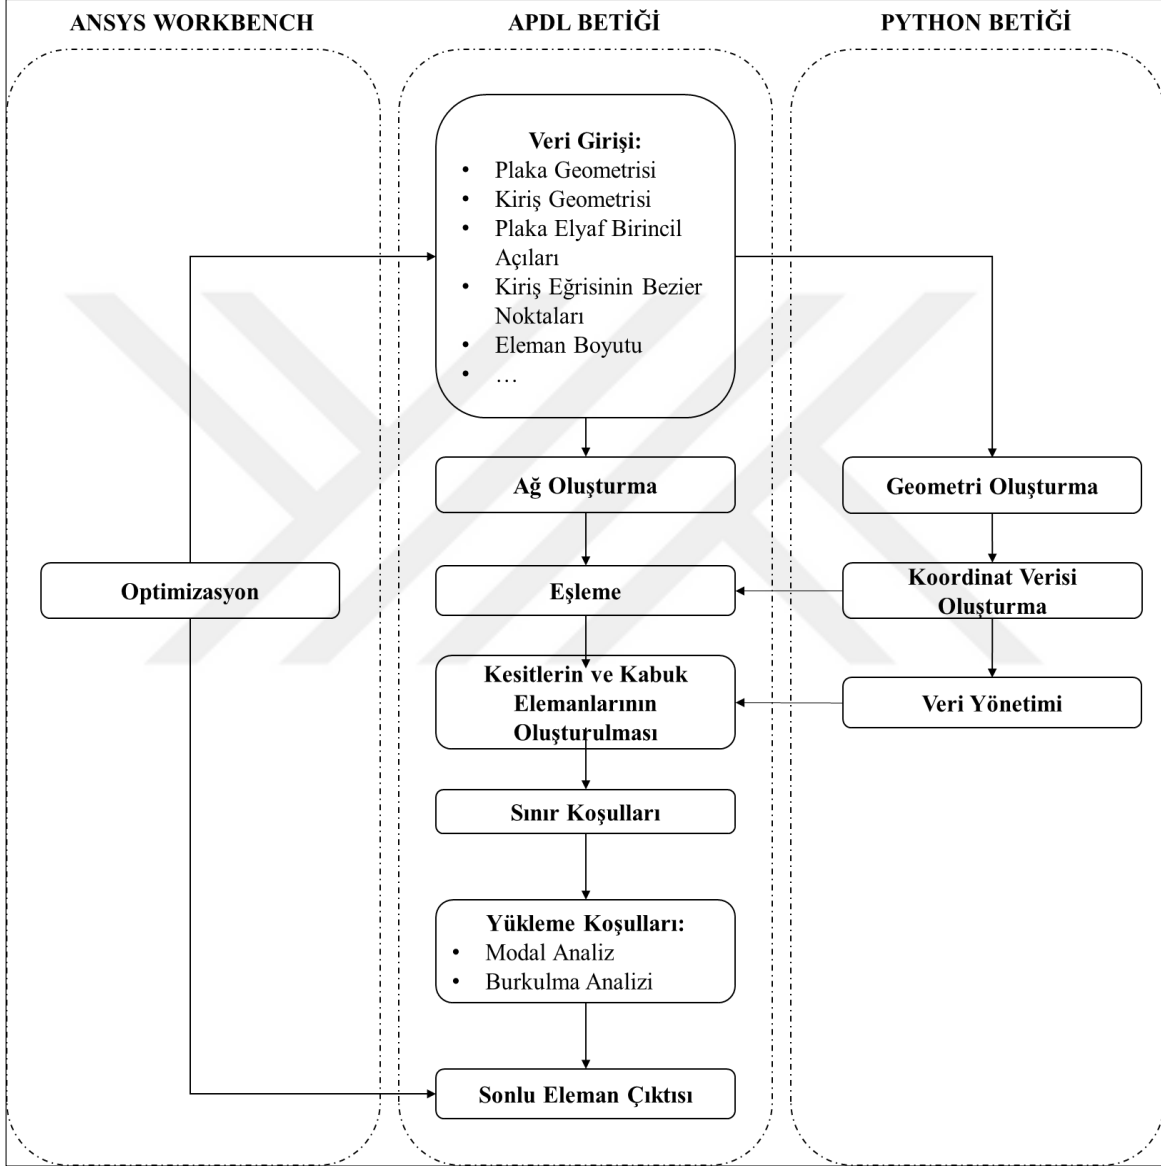 ANSYS WORKBENCH
APDL BETİĞİ
PYTHON BETİĞİ
Veri Girişi:
• Plaka Geometrisi
• Kiriş Geometrisi
• Plaka Elyaf Birincil
Açıları
• Kiriş Eğrisinin Bezier
Noktaları
• Eleman Boyutu
• …
Ağ Oluşturma
Geometri Oluşturma
Optimizasyon
Eşleme
Koordinat Verisi
Oluşturma
Kesitlerin ve Kabuk
Elemanlarının
Oluşturulması
Veri Yönetimi
Sınır Koşulları
Yükleme Koşulları:
• Modal Analiz
• Burkulma Analizi
Sonlu Eleman Çıktısı